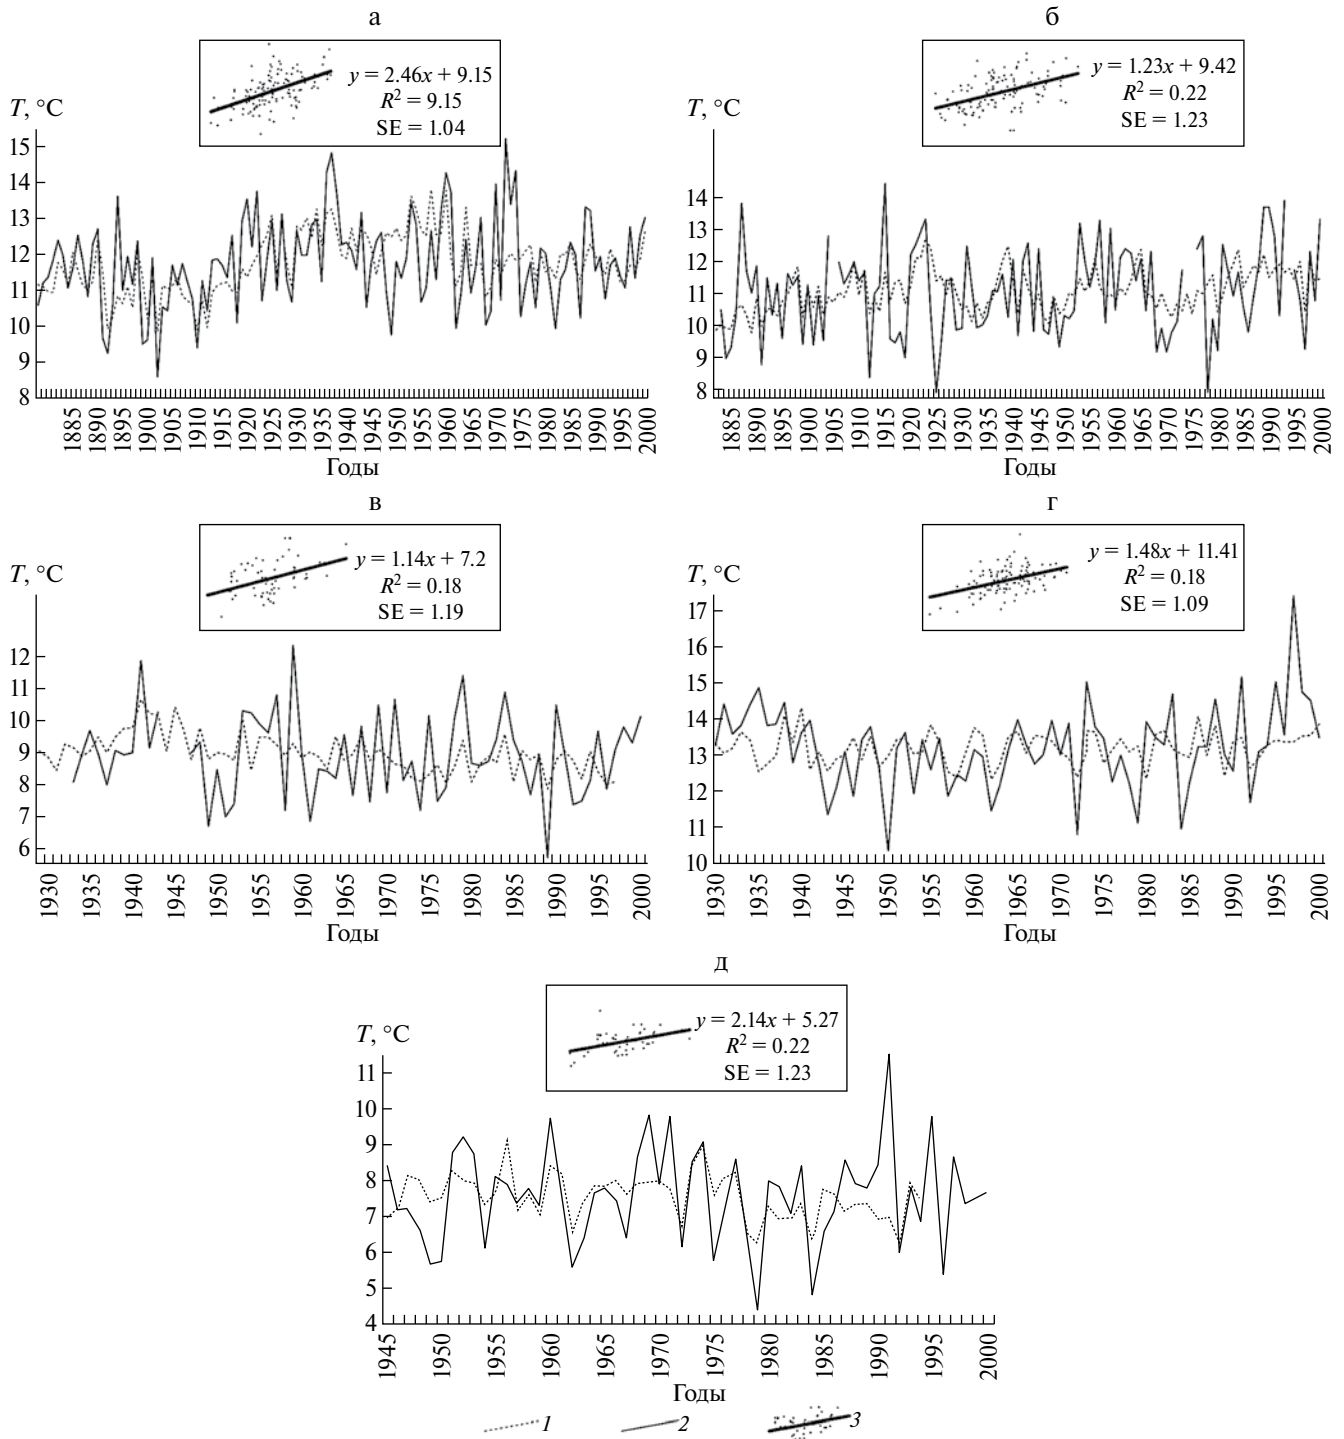 а
y = 2.46x + 9.15
R² = 9.15
SE = 1.04
T, °C
15
14
13
12
11
10
9
8
1885 1890 1895 1900 1905 1910 1915 1920 1925 1930 1935 1940 1945 1950 1955 1960 1965 1970 1975 1980 1985 1990 1995 2000
Годы
б
y = 1.23x + 9.42
R² = 0.22
SE = 1.23
T, °C
14
13
12
11
10
9
8
1885 1890 1895 1900 1905 1910 1915 1920 1925 1930 1935 1940 1945 1950 1955 1960 1965 1970 1975 1980 1985 1990 1995 2000
Годы
в
y = 1.14x + 7.2
R² = 0.18
SE = 1.19
T, °C
12
11
10
9
8
7
6
1930 1935 1940 1945 1950 1955 1960 1965 1970 1975 1980 1985 1990 1995 2000
Годы
г
y = 1.48x + 11.41
R² = 0.18
SE = 1.09
T, °C
17
16
15
14
13
12
11
10
1930 1935 1940 1945 1950 1955 1960 1965 1970 1975 1980 1985 1990 1995 2000
Годы
д
y = 2.14x + 5.27
R² = 0.22
SE = 1.23
T, °C
11
10
9
8
7
6
5
4
1945 1950 1955 1960 1965 1970 1975 1980 1985 1990 1995 2000
Годы
1 2 3